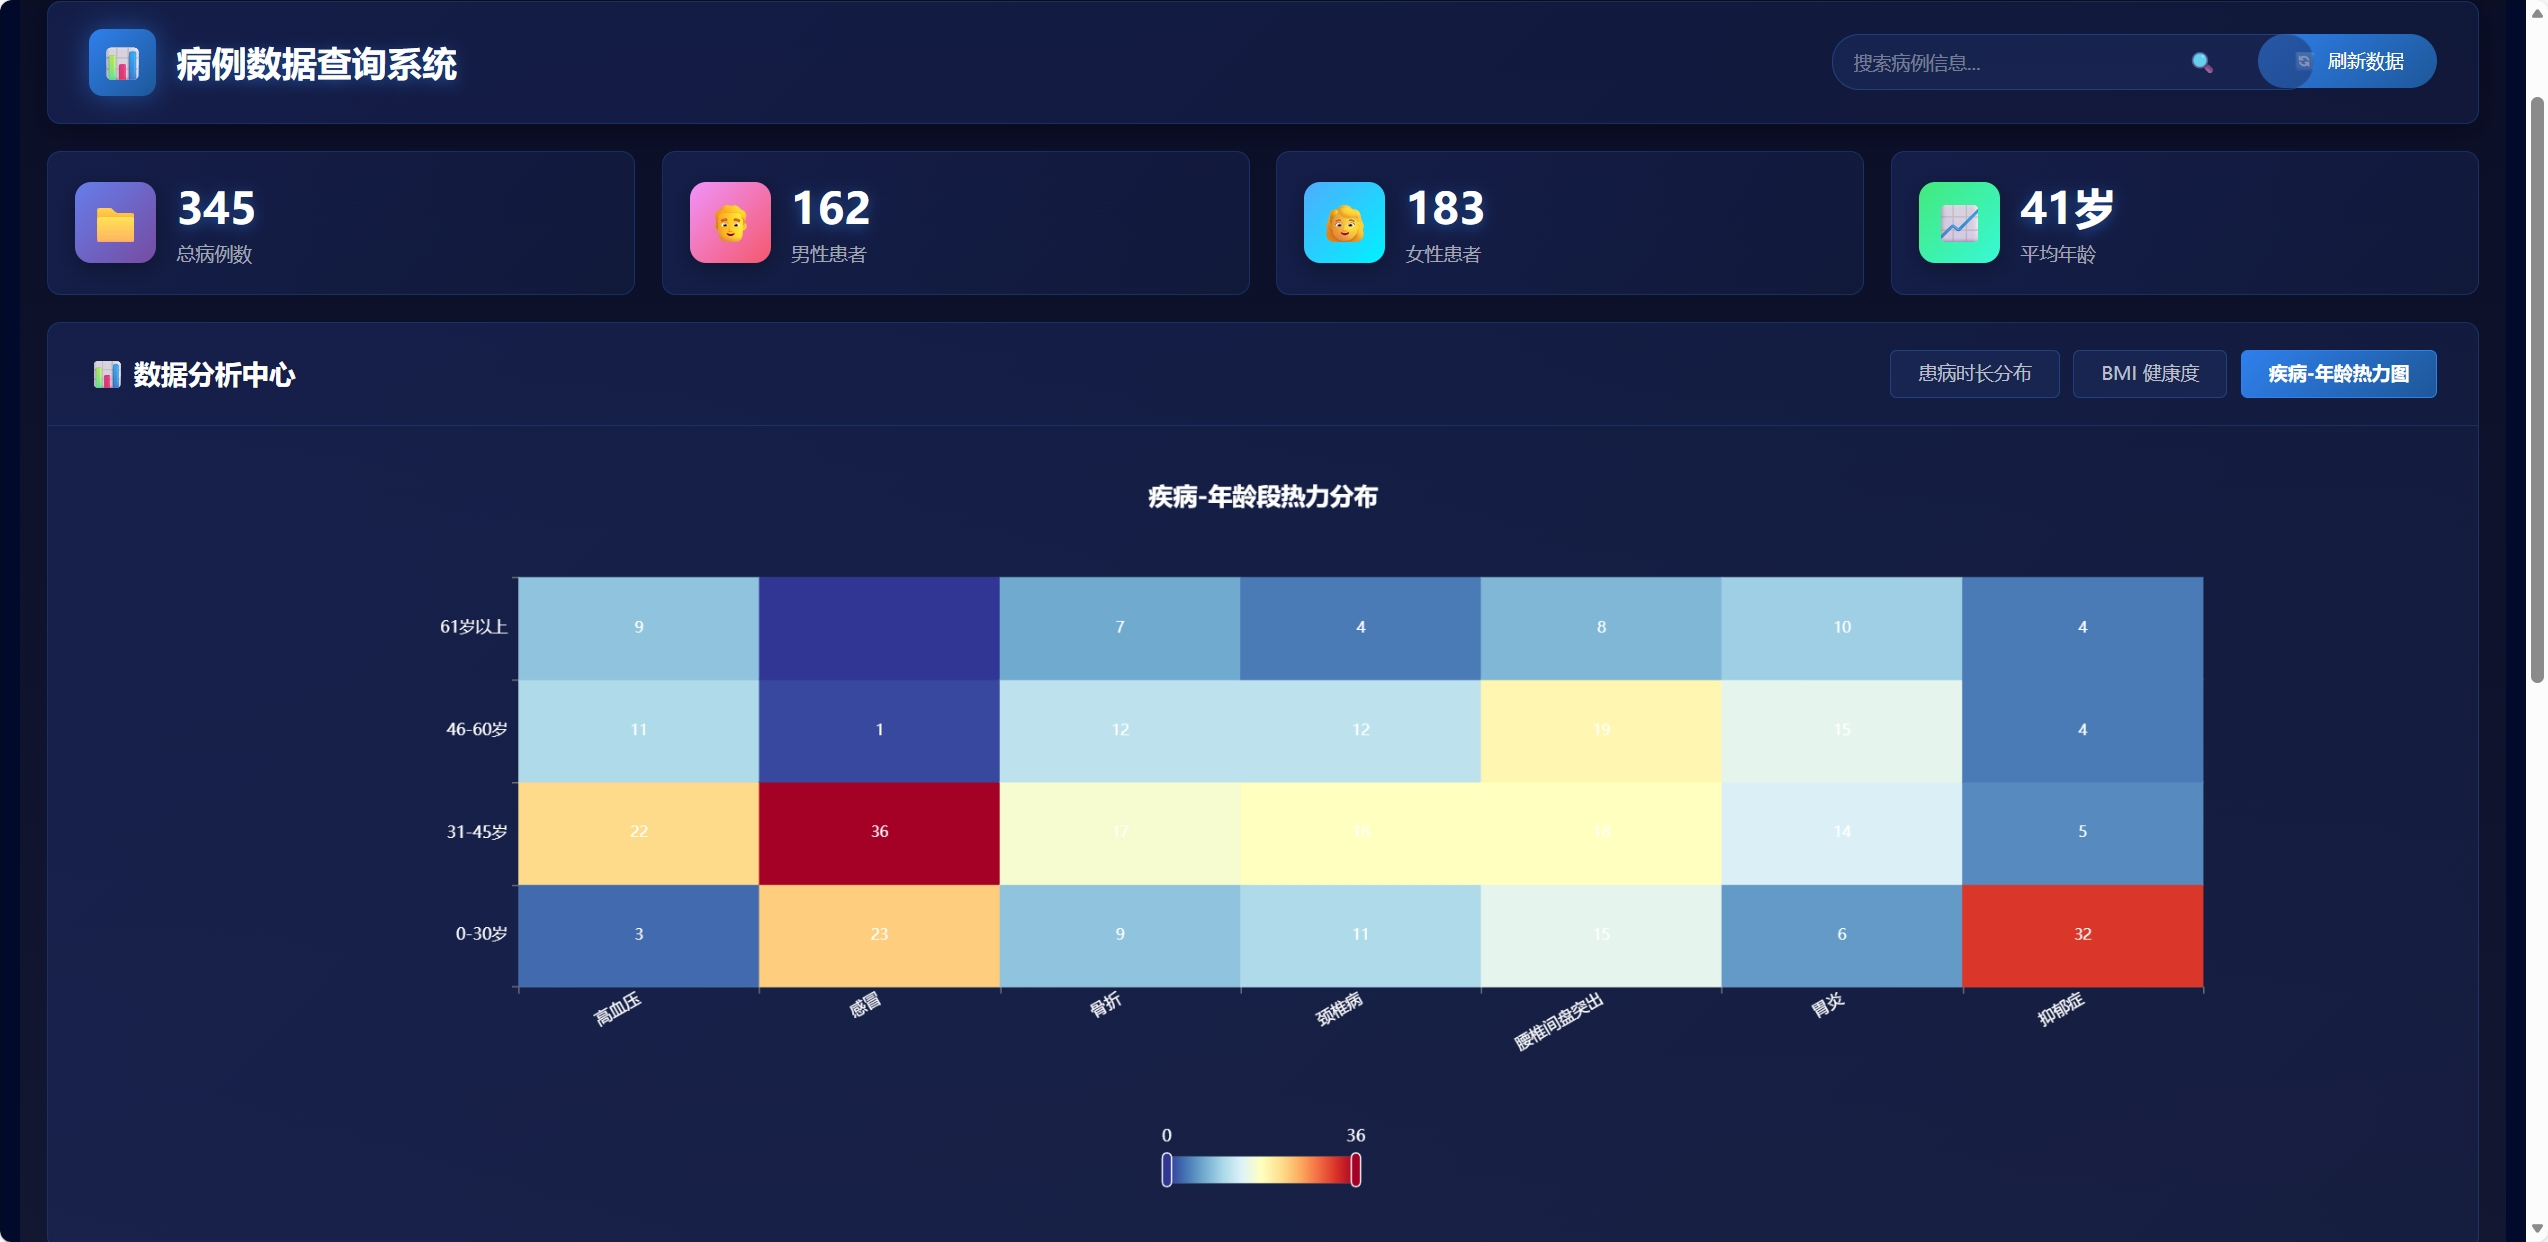 病例数据查询系统
搜索病例信息...
刷新数据
345
总病例数
162
男性患者
183
女性患者
41岁
平均年龄
数据分析中心
患病时长分布
BMI 健康度
疾病-年龄热力图
疾病-年龄段热力分布
61岁以上 9 7 4 8 10 4
46-60岁 11 1 12 12 19 15 4
31-45岁 22 36 17 18 18 14 5
0-30岁 3 23 9 11 15 6 32
高血压 感冒 骨折 颈椎病 腰椎间盘突出 胃炎 抑郁症
0 36